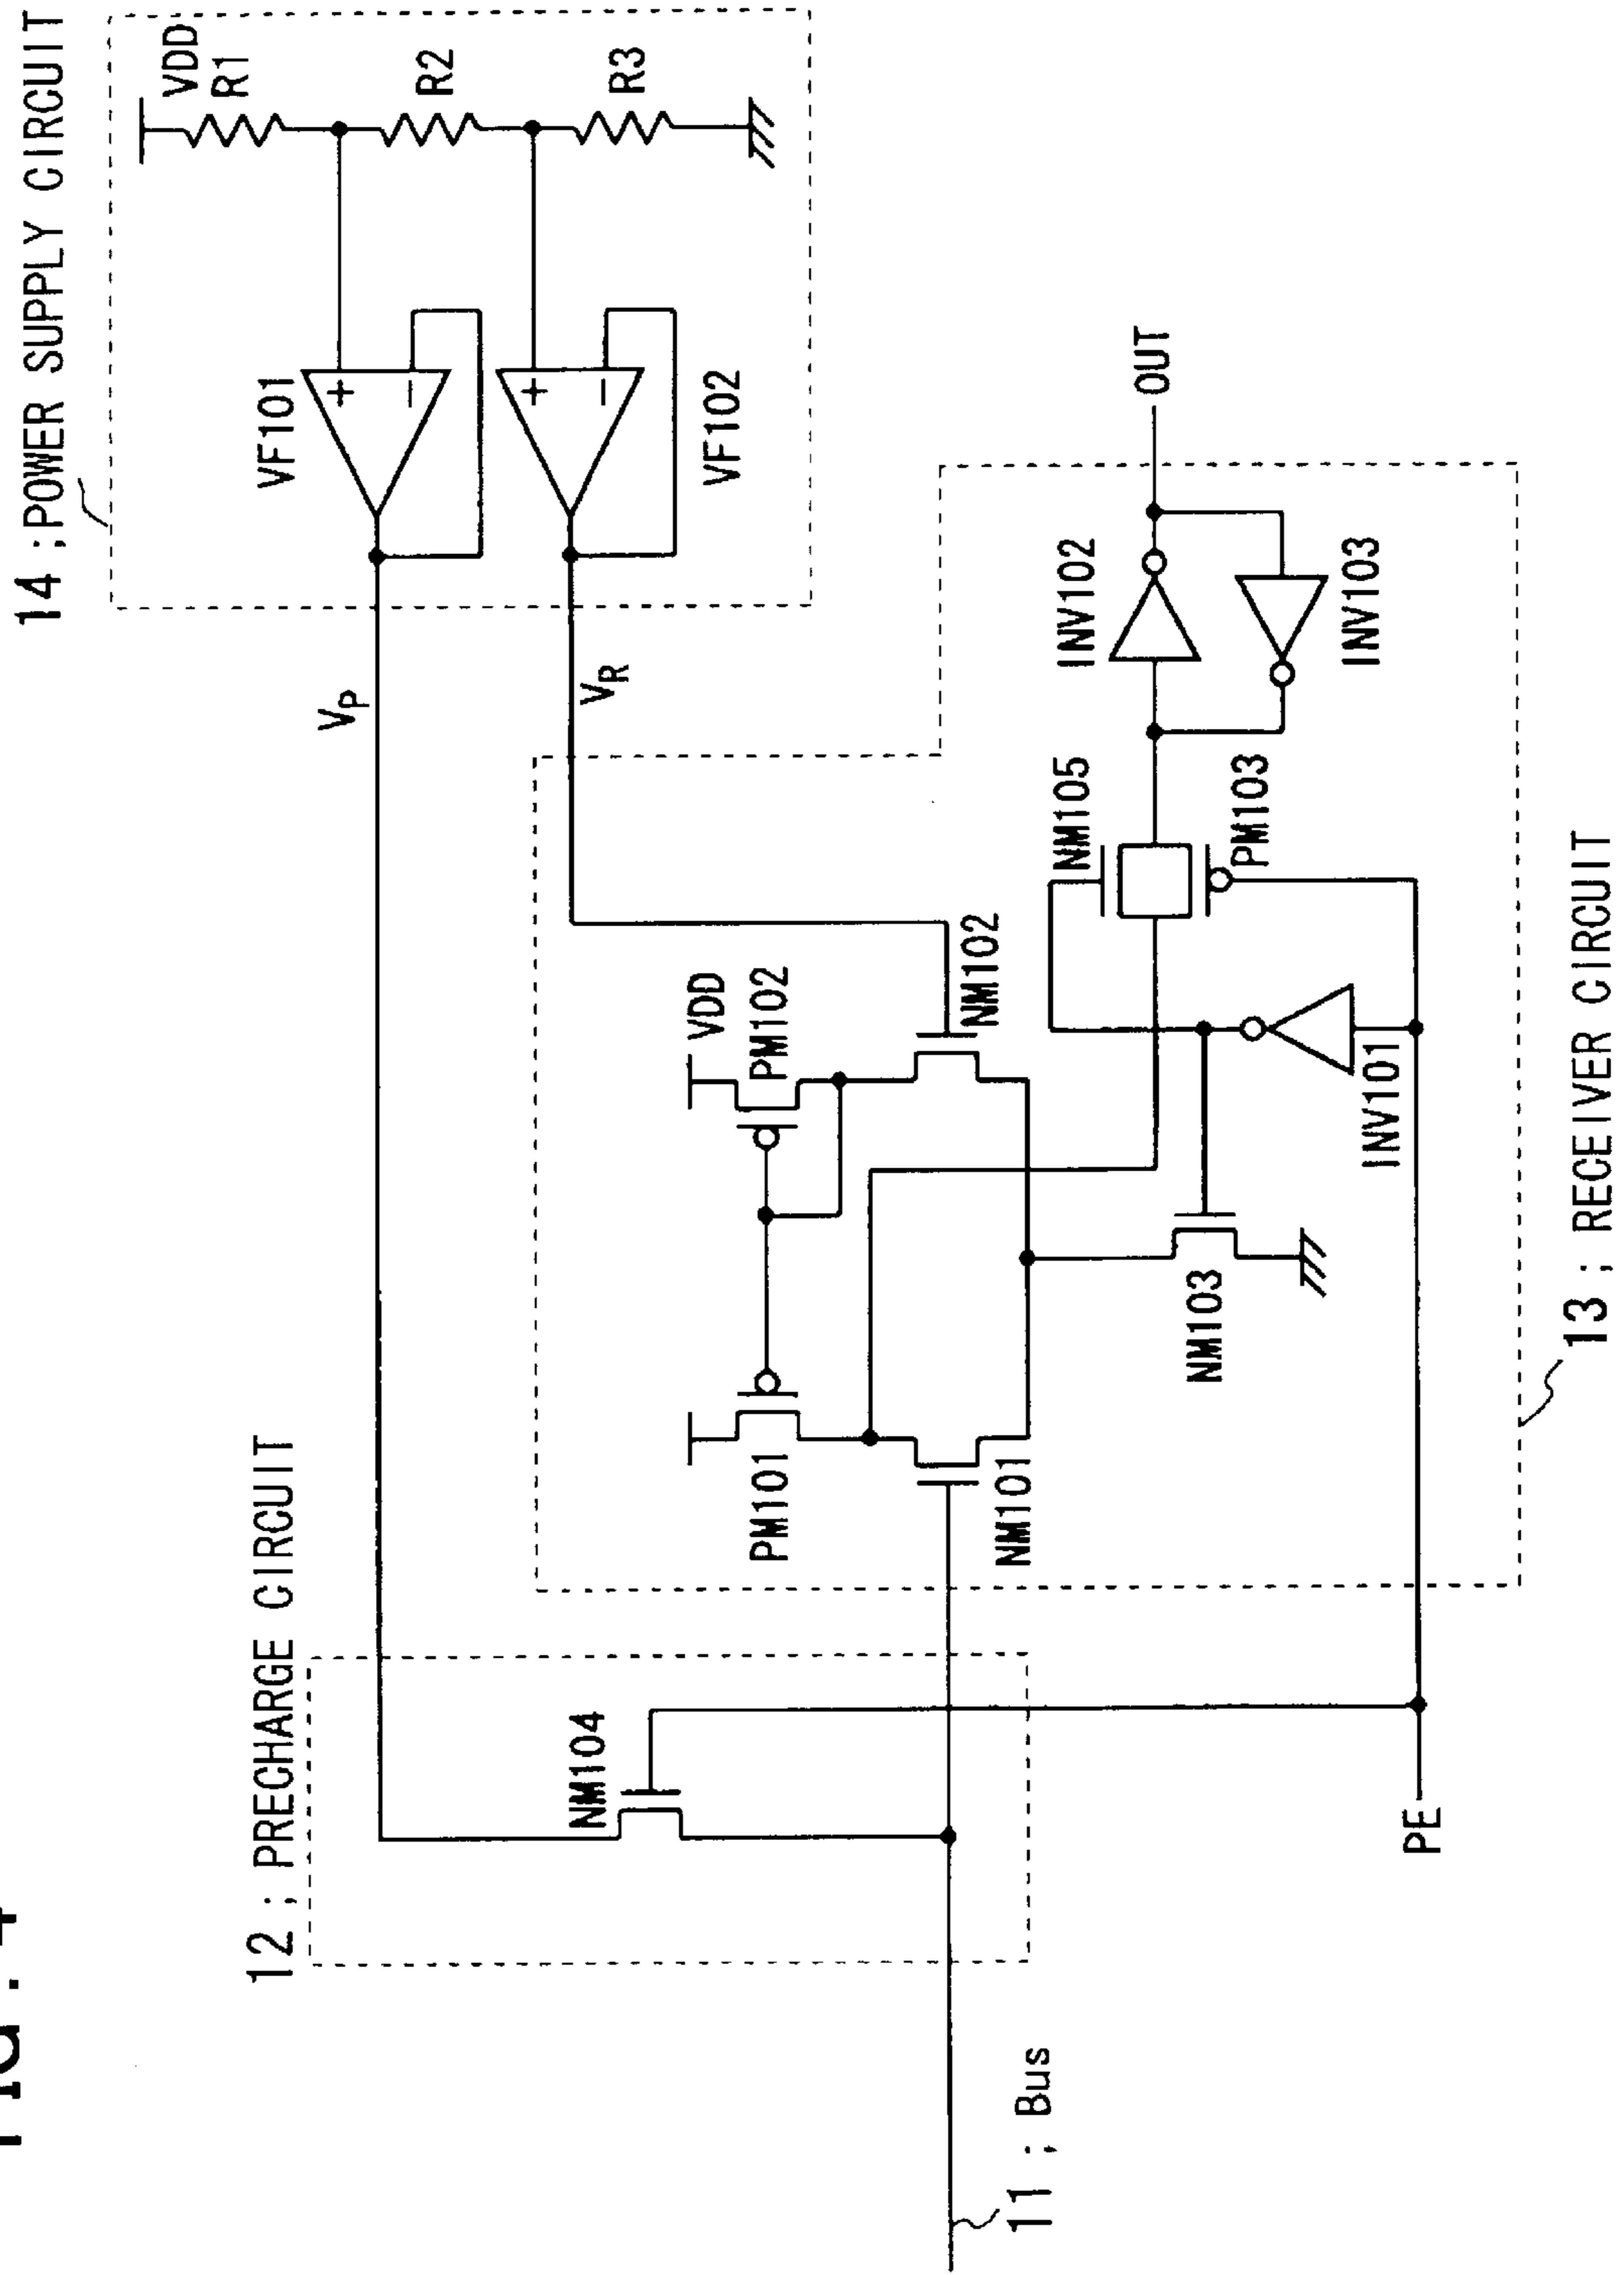 14 ; POWER SUPPLY CIRCUIT
VDD
R1
R2
R3
VF101
+
−
VF102
+
−
VP
VR
12 ; PRECHARGE CIRCUIT
NM104
PM101
VDD
PM102
NM101
NM102
NM103
NM105
PM103
INV101
INV102
INV103
OUT
PE
11 ; Bus
13 ; RECEIVER CIRCUIT